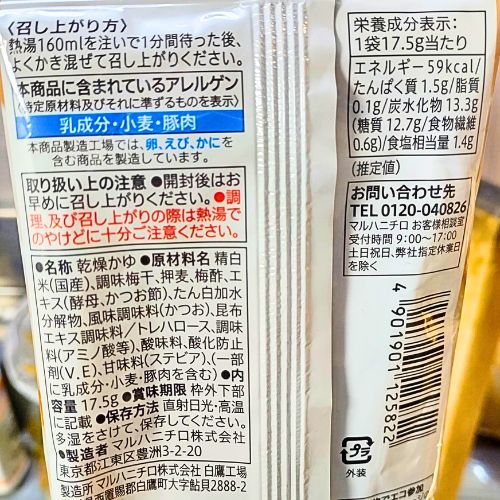 〈召し上がり方〉
熱湯160mlを注いで1分間待った後、
よくかき混ぜて召し上がりください。
本商品に含まれているアレルゲン
(特定原材料及びそれに準ずるものを表示)
乳成分・小麦・豚肉
本商品製造工場では、卵、えび、かにを
含む商品を製造しています。
取り扱い上の注意 ●開封後はお
早めに召し上がりください。●調
理、及び召し上がりの際は熱湯で
のやけどに十分ご注意ください。
●名称 乾燥かゆ ●原材料名 精白
米(国産)、調味梅干、押麦、梅酢、エ
キス(酵母、かつお)、たん白加水
分解物、風味調味料(かつお)、昆布
エキス調味料/トレハロース、調味
料(アミノ酸等)、酸味料、酸化防止
剤(V.E)、甘味料(ステビア)、(一部
に乳成分・小麦・豚肉を含む) ●内
容量 17.5g ●賞味期限 枠外下部
に記載 ●保存方法 直射日光・高温
多湿をさけて、保存してください。
●製造者 マルハニチロ株式会社
東京都江東区豊洲3-2-20
製造所 マルハニチロ株式会社 白鷹工場
西置賜郡白鷹町大字鮎貝2888-2
栄養成分表示:
1袋17.5g当たり
エネルギー 59kcal/
たんぱく質 1.5g/脂質
0.1g/炭水化物 13.3g
(糖質 12.7g/食物繊維
0.6g)/食塩相当量 1.4g
(推定値)
お問い合わせ先
TEL 0120-040826
マルハニチロ お客様相談室
受付時間 9:00〜17:00
土日祝日、弊社指定休業日
を除く
4 901901 125822
プラ
外装